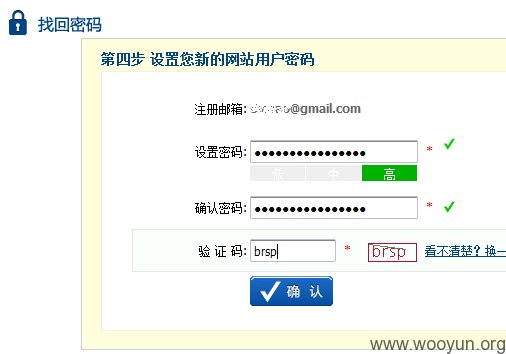 找回密码
第四步 设置您新的网站用户密码
注册邮箱: @gmail.com
设置密码: •••••••••••••••• *
低 中 高
确认密码: •••••••••••••••• *
验 证 码: brsp * brsp 看不清楚? 换一
确 认
www.wooyun.org